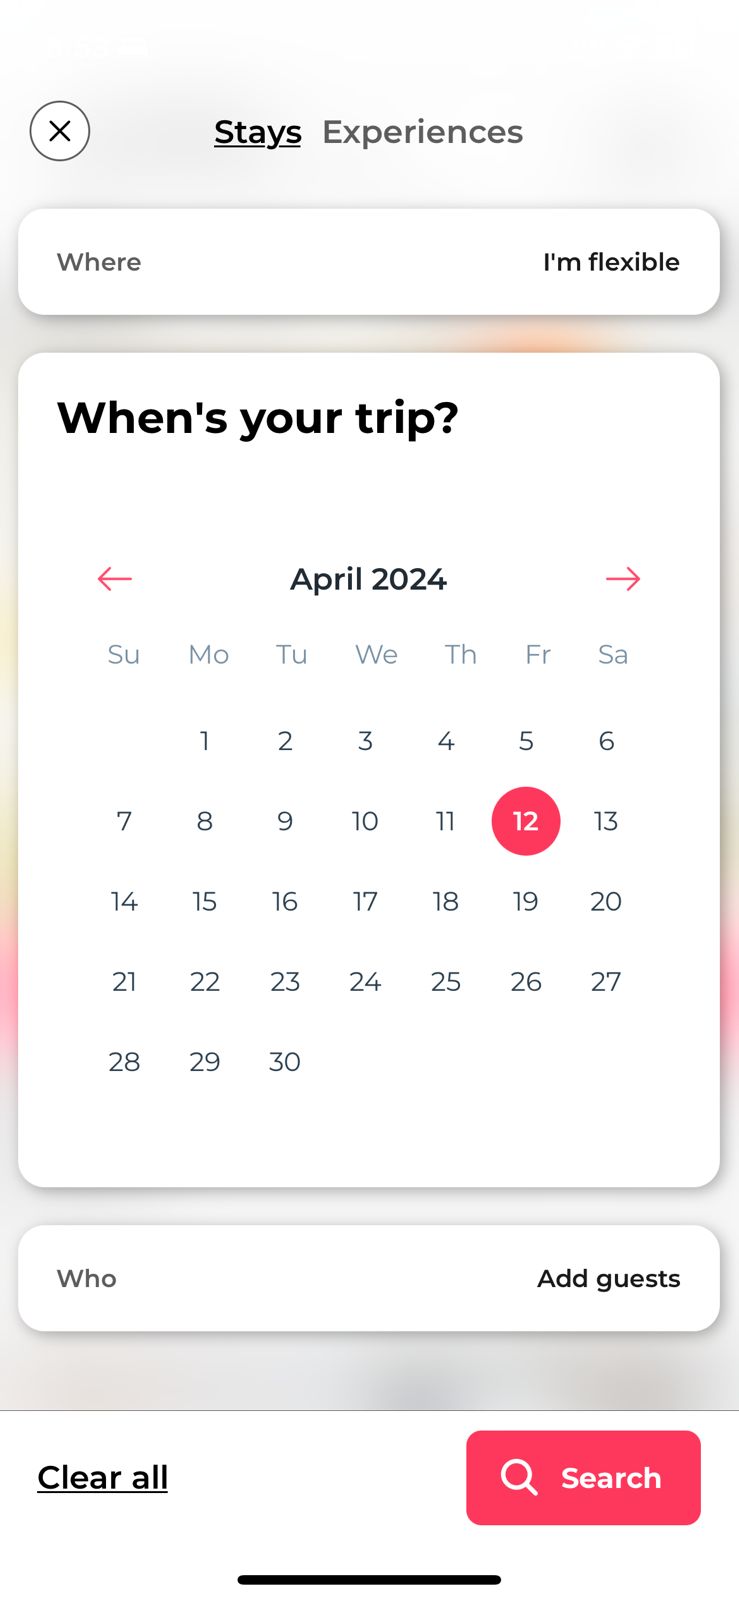 Stays Experiences
Where I'm flexible
When's your trip?
April 2024
Su Mo Tu We Th Fr Sa
1 2 3 4 5 6
7 8 9 10 11 12 13
14 15 16 17 18 19 20
21 22 23 24 25 26 27
28 29 30
Who Add guests
Clear all Search